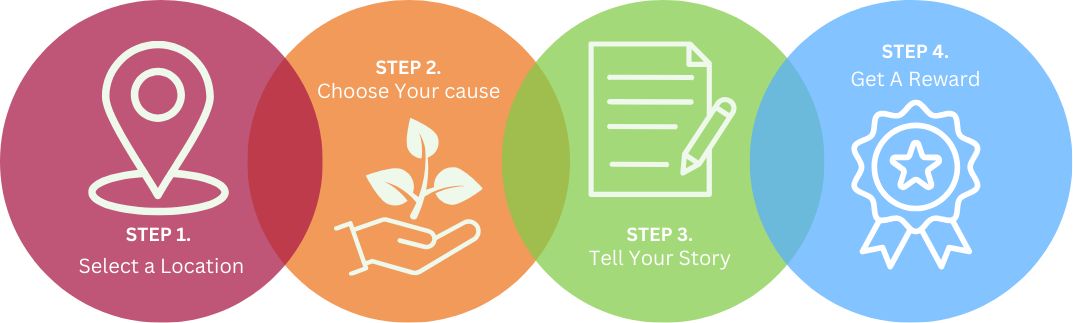 STEP 1.
Select a Location
STEP 2.
Choose Your cause
STEP 3.
Tell Your Story
STEP 4.
Get A Reward